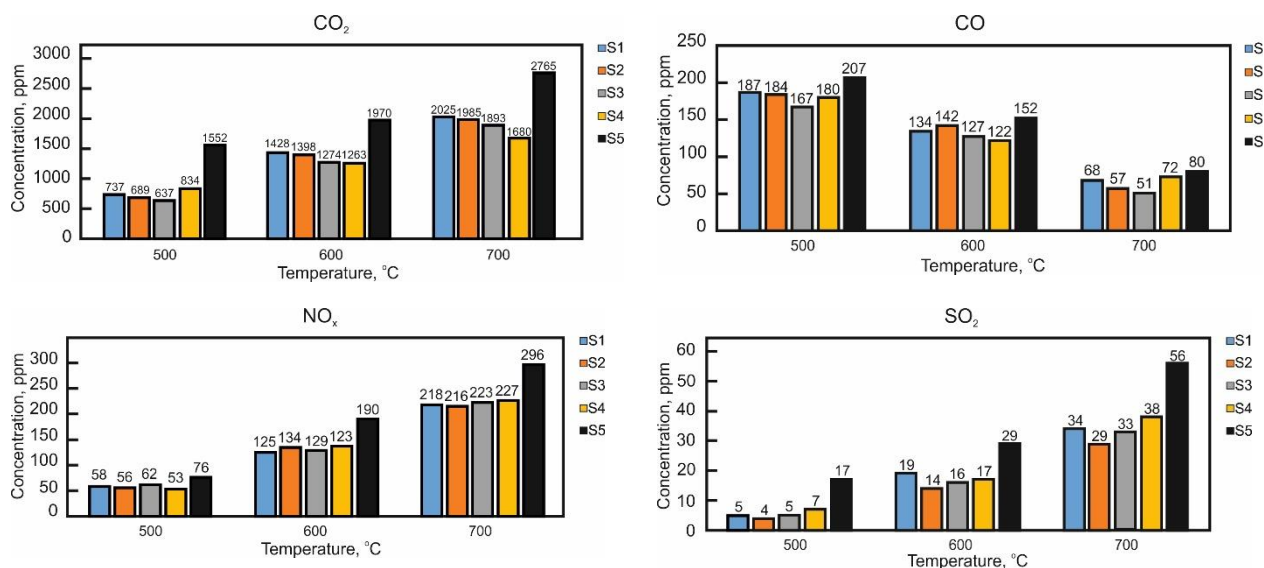 CO₂
Concentration, ppm
3000
2500
2000
1500
1000
500
0
737 689 637 834 1552
1428 1398 1274 1263 1970
2025 1985 1893 1680 2765
500 600 700
Temperature, °C
S1
S2
S3
S4
S5
CO
Concentration, ppm
250
200
150
100
50
0
187 184 167 180 207
134 142 127 122 152
68 57 51 72 80
500 600 700
Temperature, °C
S
S
S
S
S
NOₓ
Concentration, ppm
300
250
200
150
100
50
0
58 56 62 53 76
125 134 129 123 190
218 216 223 227 296
500 600 700
Temperature, °C
S1
S2
S3
S4
S5
SO₂
Concentration, ppm
60
50
40
30
20
10
0
5 4 5 7 17
19 14 16 17 29
34 29 33 38 56
500 600 700
Temperature, °C
S1
S2
S3
S4
S5